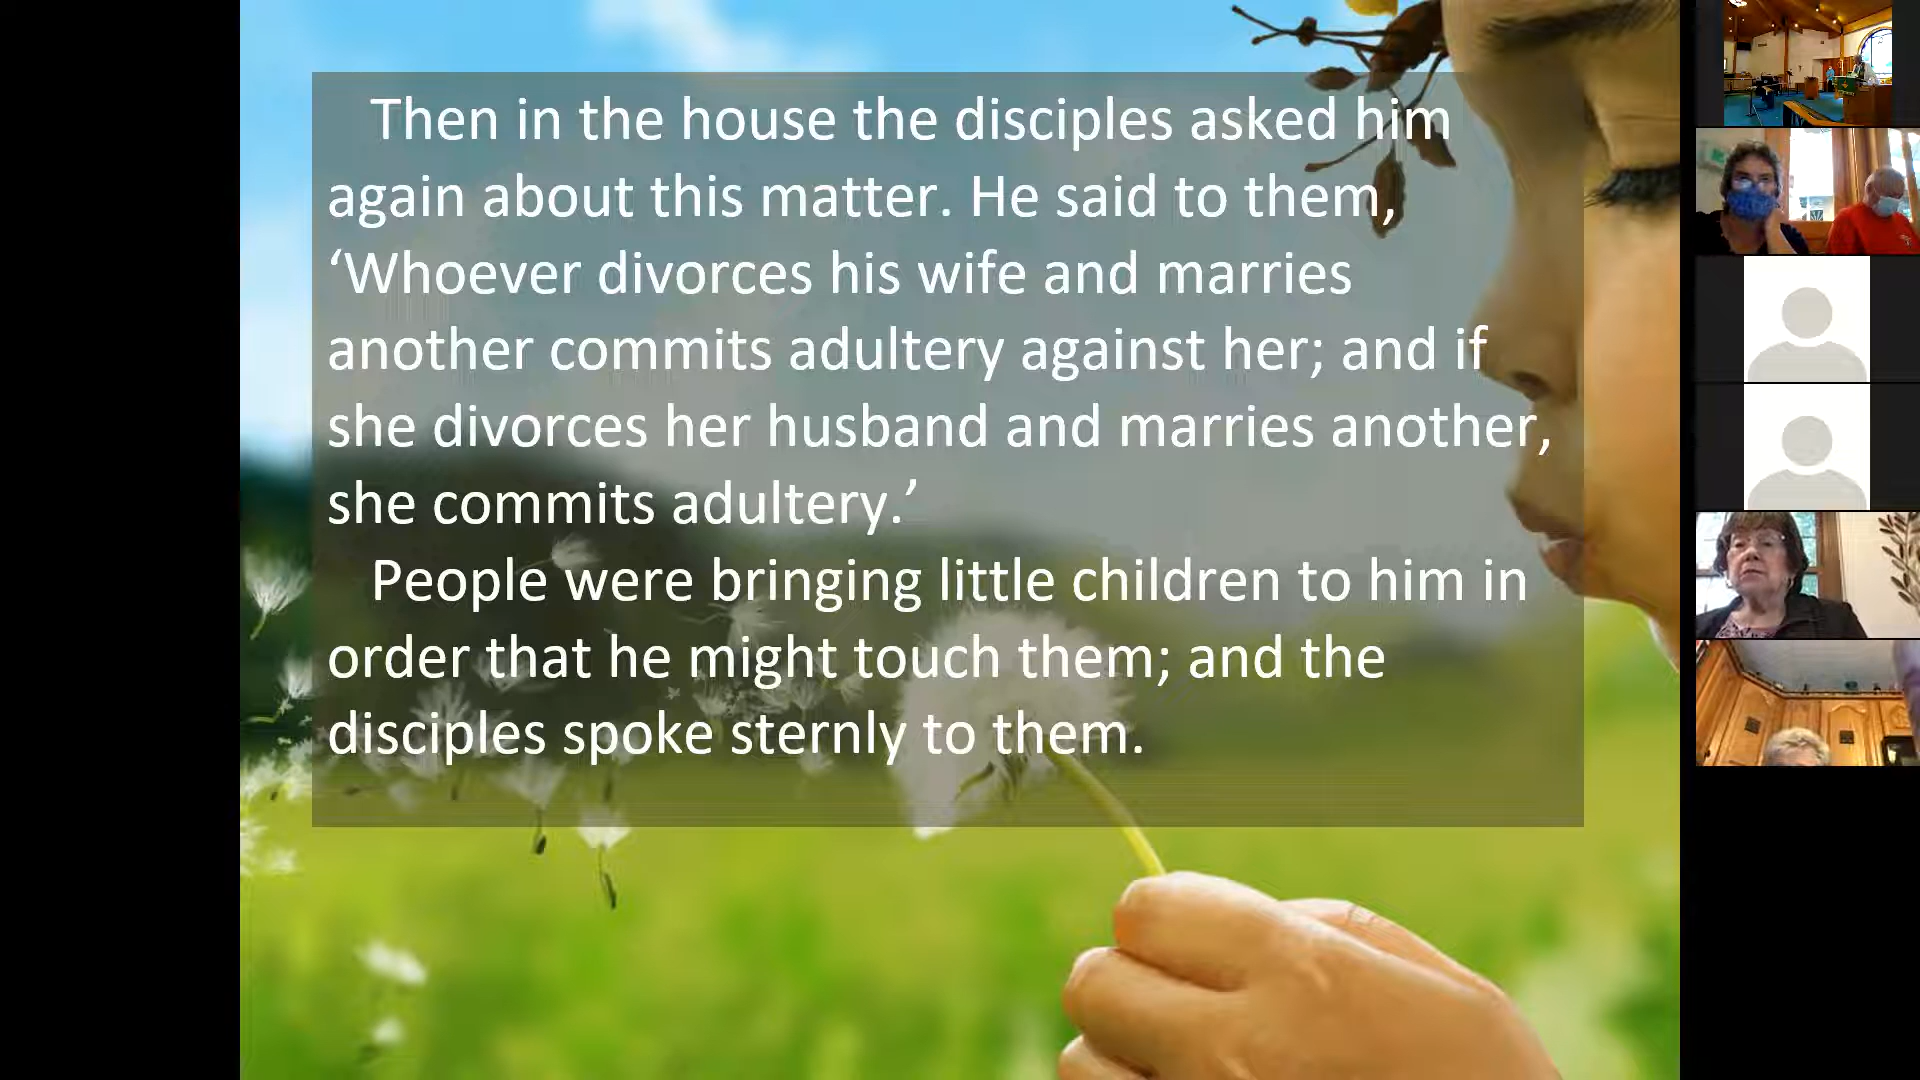 Then in the house the disciples asked him
again about this matter. He said to them,
‘Whoever divorces his wife and marries
another commits adultery against her; and if
she divorces her husband and marries another,
she commits adultery.’
People were bringing little children to him in
order that he might touch them; and the
disciples spoke sternly to them.